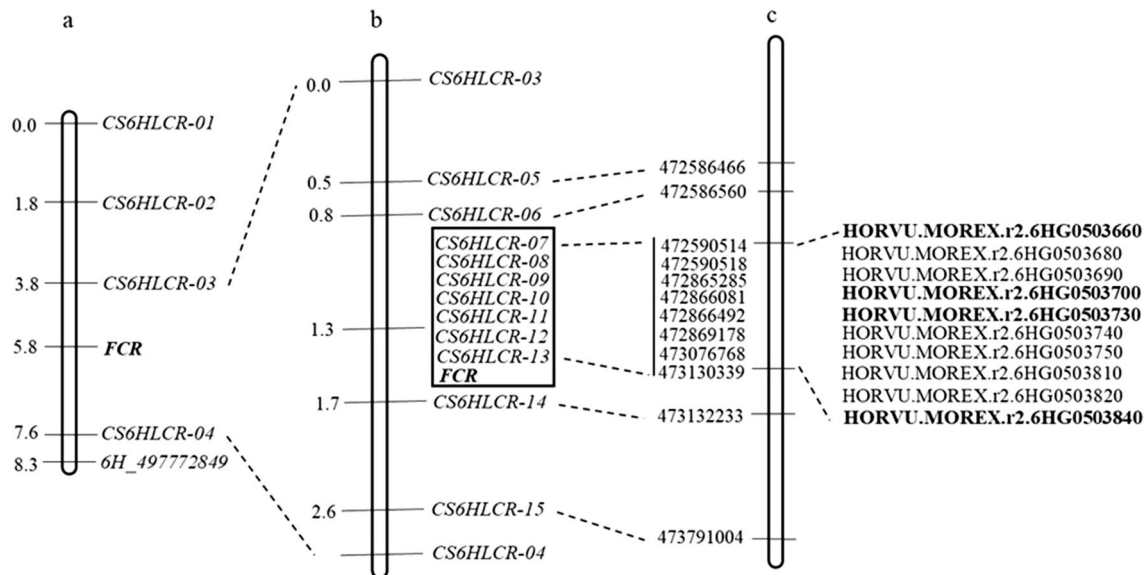 a
0.0 CS6HLCR-01
1.8 CS6HLCR-02
3.8 CS6HLCR-03
5.8 FCR
7.6 CS6HLCR-04
8.3 6H_497772849
b
0.0 CS6HLCR-03
0.5 CS6HLCR-05
0.8 CS6HLCR-06
CS6HLCR-07
CS6HLCR-08
CS6HLCR-09
CS6HLCR-10
1.3 CS6HLCR-11
CS6HLCR-12
CS6HLCR-13
FCR
1.7 CS6HLCR-14
2.6 CS6HLCR-15
CS6HLCR-04
c
472586466
472586560
472590514
472590518
472865285
472866081
472866492
472869178
473076768
473130339
473132233
473791004
HORVU.MOREX.r2.6HG0503660
HORVU.MOREX.r2.6HG0503680
HORVU.MOREX.r2.6HG0503690
HORVU.MOREX.r2.6HG0503700
HORVU.MOREX.r2.6HG0503730
HORVU.MOREX.r2.6HG0503740
HORVU.MOREX.r2.6HG0503750
HORVU.MOREX.r2.6HG0503810
HORVU.MOREX.r2.6HG0503820
HORVU.MOREX.r2.6HG0503840